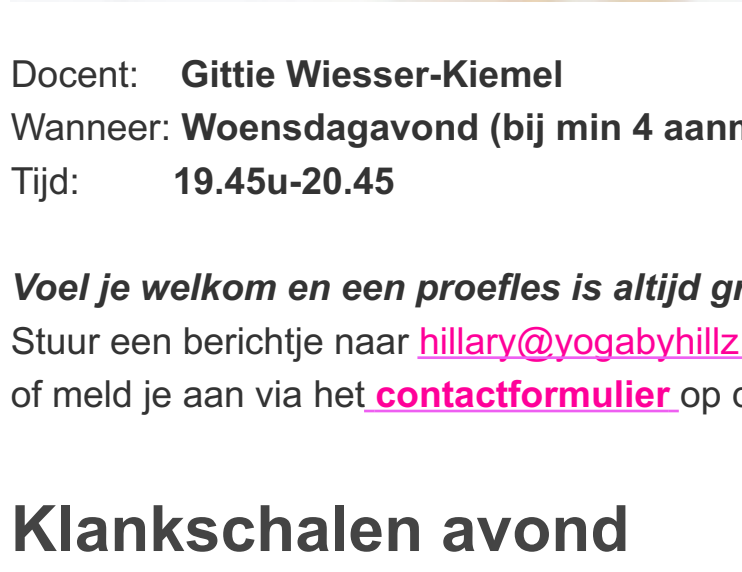 Docent: Gittie Wiesser-Kiemel
Wanneer: Woensdagavond (bij min 4
Tijd: 19.45u-20.45
Voel je welkom en een proefles is altijd
Stuur een berichtje naar hillary@yogabyhillz
of meld je aan via het contactformulier op
Klankschalen avond